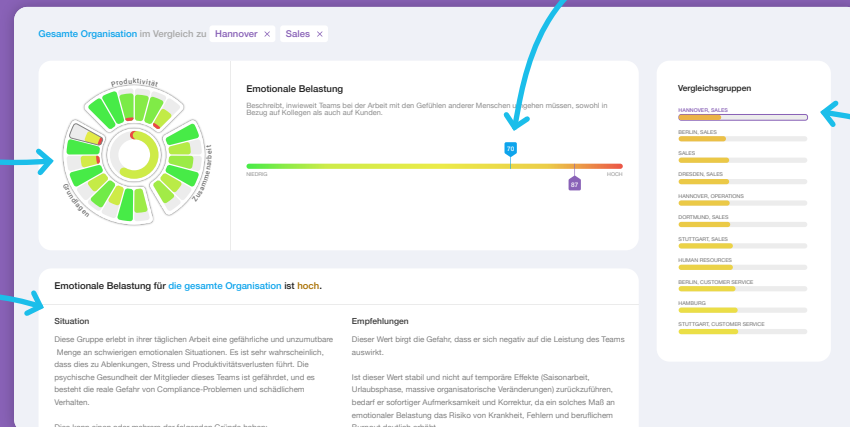 Gesamte Organisation im Vergleich zu Hannover × Sales ×
Produktivität
Zusammenarbeit
Grundlagen
Emotionale Belastung
Beschreibt, inwieweit Teams bei der Arbeit mit den Gefühlen anderer Menschen umgehen müssen, sowohl in
Bezug auf Kollegen als auch auf Kunden.
70
NIEDRIG
HOCH
87
Vergleichsgruppen
HANNOVER, SALES
BERLIN, SALES
SALES
DRESDEN, SALES
HANNOVER, OPERATIONS
DORTMUND, SALES
STUTTGART, SALES
HUMAN RESOURCES
BERLIN, CUSTOMER SERVICE
HAMBURG
STUTTGART, CUSTOMER SERVICE
Emotionale Belastung für die gesamte Organisation ist hoch.
Situation
Diese Gruppe erlebt in ihrer täglichen Arbeit eine gefährliche und unzumutbare
Menge an schwierigen emotionalen Situationen. Es ist sehr wahrscheinlich,
dass dies zu Ablenkungen, Stress und Produktivitätsverlusten führt. Die
psychische Gesundheit der Mitglieder dieses Teams ist gefährdet, und es
besteht die reale Gefahr von Compliance-Problemen und schädlichem
Verhalten.
Empfehlungen
Dieser Wert birgt die Gefahr, dass er sich negativ auf die Leistung des Teams
auswirkt.
Ist dieser Wert stabil und nicht auf temporäre Effekte (Saisonarbeit,
Urlaubsphase, massive organisatorische Veränderungen) zurückzuführen,
bedarf er sofortiger Aufmerksamkeit und Korrektur, da ein solches Maß an
emotionaler Belastung das Risiko von Krankheit, Fehlern und beruflichem